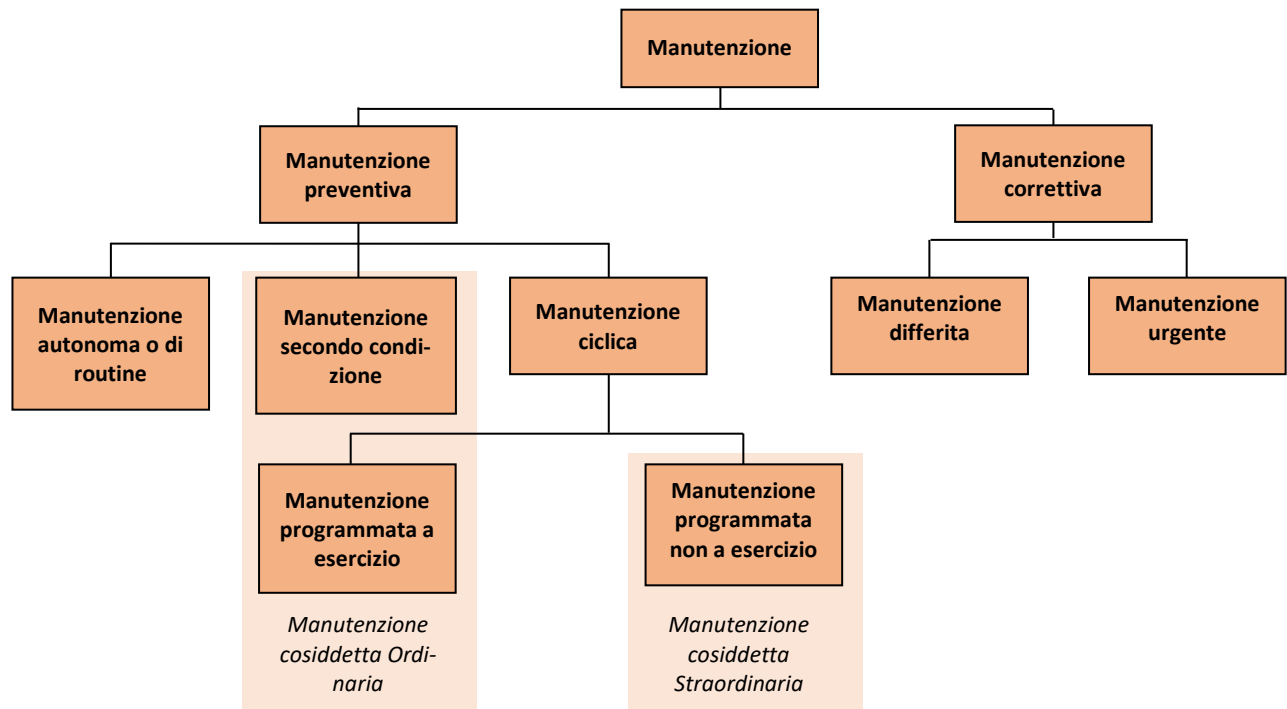 Manutenzione
Manutenzione
preventiva
Manutenzione
correttiva
Manutenzione
autonoma o di
routine
Manutenzione
secondo condi-
zione
Manutenzione
ciclica
Manutenzione
differita
Manutenzione
urgente
Manutenzione
programmata a
esercizio
Manutenzione
programmata
non a esercizio
Manutenzione
cosiddetta Ordi-
naria
Manutenzione
cosiddetta
Straordinaria